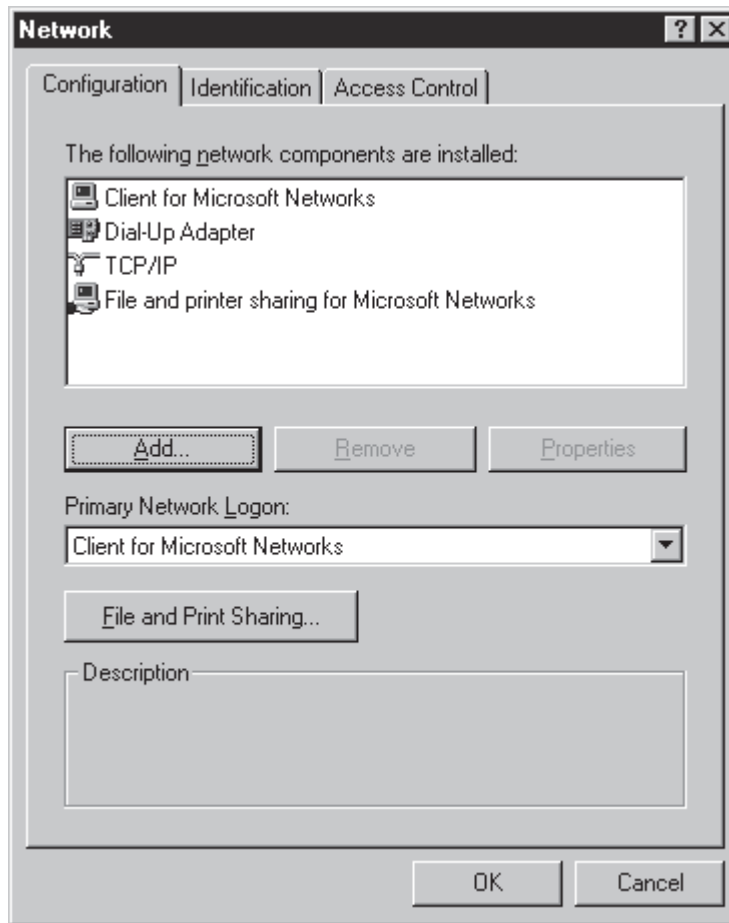 Network
Configuration Identification Access Control
The following network components are installed:
Client for Microsoft Networks
Dial-Up Adapter
TCP/IP
File and printer sharing for Microsoft Networks
Add... Remove Properties
Primary Network Logon:
Client for Microsoft Networks
File and Print Sharing...
Description
OK Cancel